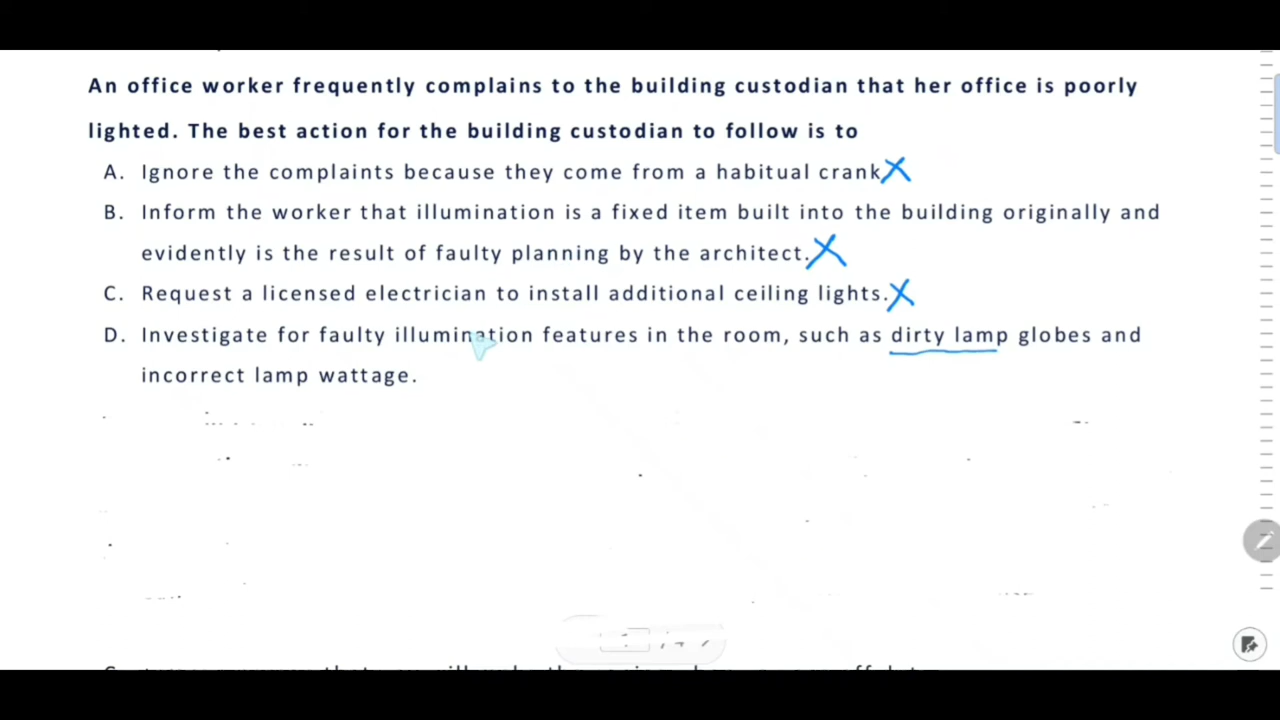 An office worker frequently complains to the building custodian that her office is poorly
lighted. The best action for the building custodian to follow is to
A. Ignore the complaints because they come from a habitual crank
B. Inform the worker that illumination is a fixed item built into the building originally and
evidently is the result of faulty planning by the architect.
C. Request a licensed electrician to install additional ceiling lights.
D. Investigate for faulty illumination features in the room, such as dirty lamp globes and
incorrect lamp wattage.